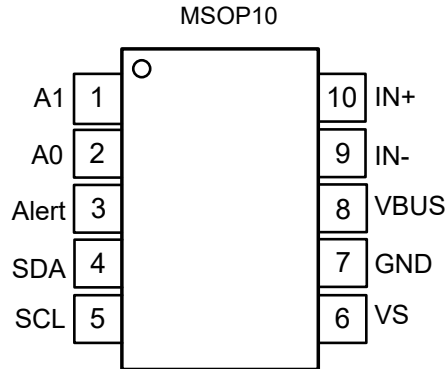 MSOP10
A1 1 10 IN+
A0 2 9 IN-
Alert 3 8 VBUS
SDA 4 7 GND
SCL 5 6 VS